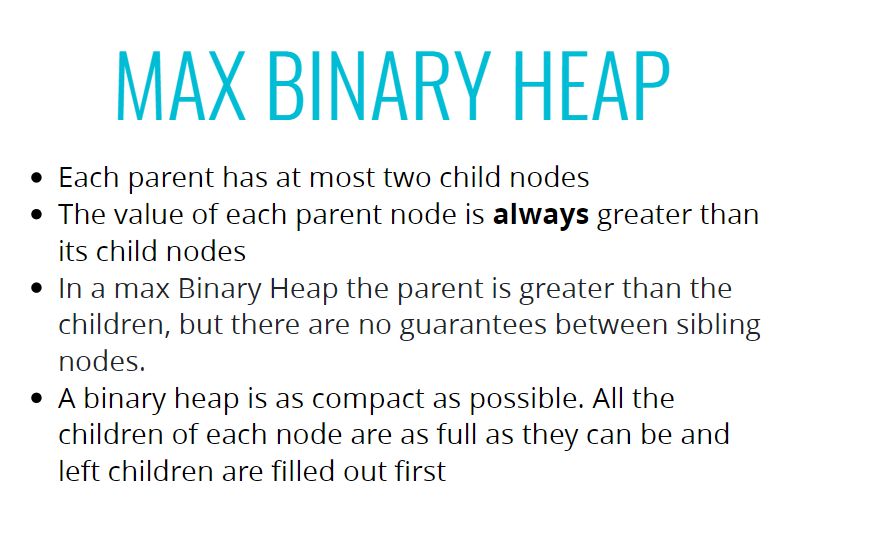 MAX BINARY HEAP
• Each parent has at most two child nodes
• The value of each parent node is always greater than
its child nodes
• In a max Binary Heap the parent is greater than the
children, but there are no guarantees between sibling
nodes.
• A binary heap is as compact as possible. All the
children of each node are as full as they can be and
left children are filled out first